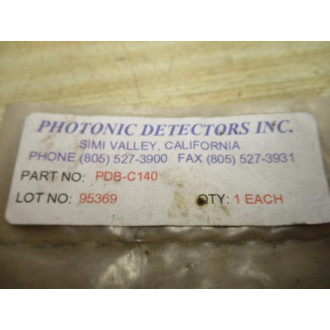 PHOTONIC DETECTORS INC.
SIMI VALLEY, CALIFORNIA
PHONE (805) 527-3900 FAX (805) 527-3931
PART NO: PDB-C140
LOT NO: 95369 QTY: 1 EACH